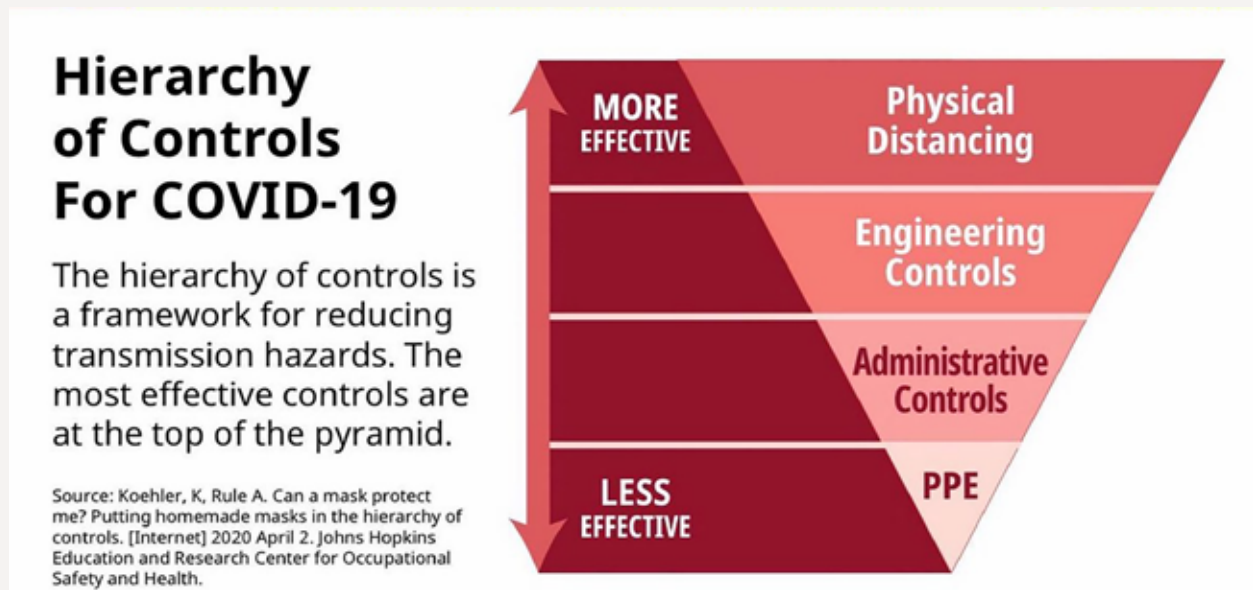 Hierarchy
of Controls
For COVID-19
The hierarchy of controls is
a framework for reducing
transmission hazards. The
most effective controls are
at the top of the pyramid.
Source: Koehler, K, Rule A. Can a mask protect
me? Putting homemade masks in the hierarchy of
controls. [Internet] 2020 April 2. Johns Hopkins
Education and Research Center for Occupational
Safety and Health.
MORE
EFFECTIVE
Physical
Distancing
Engineering
Controls
Administrative
Controls
LESS
EFFECTIVE
PPE